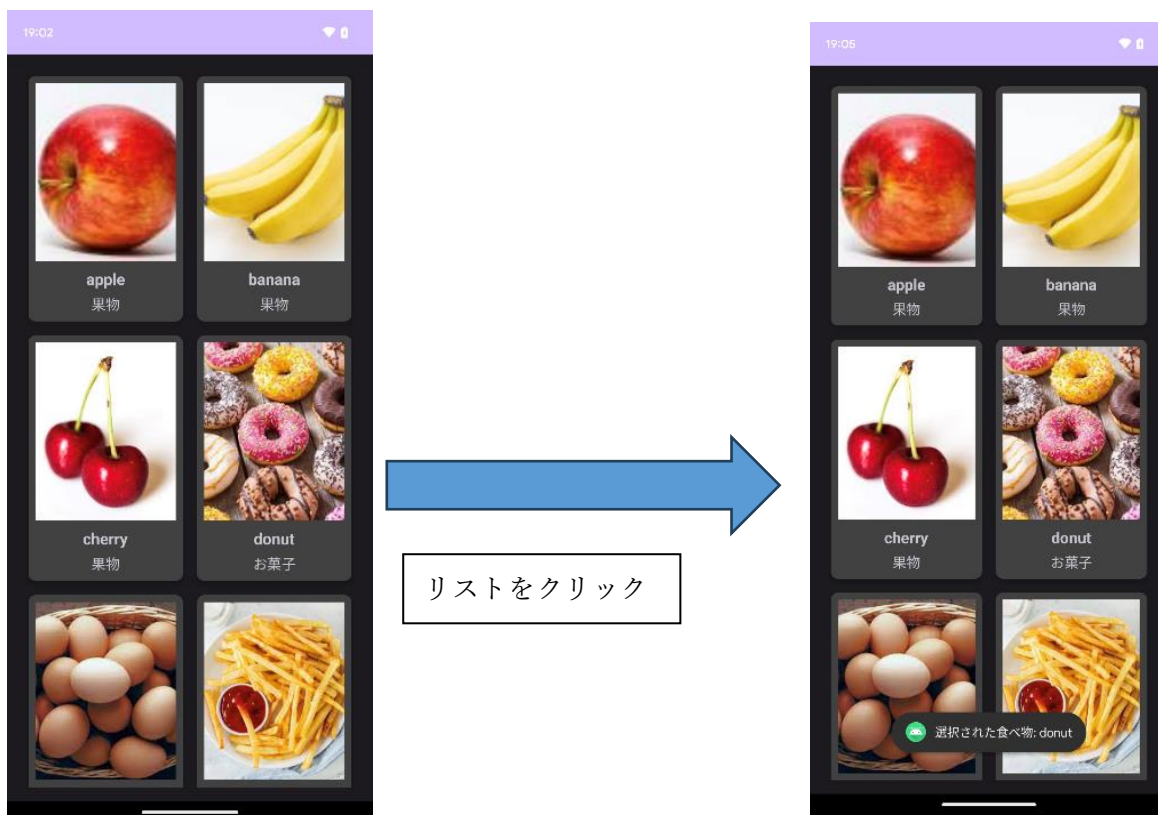 19:02
apple
果物
banana
果物
cherry
果物
donut
お菓子
リストをクリック
19:05
apple
果物
banana
果物
cherry
果物
donut
お菓子
選択された食べ物: donut